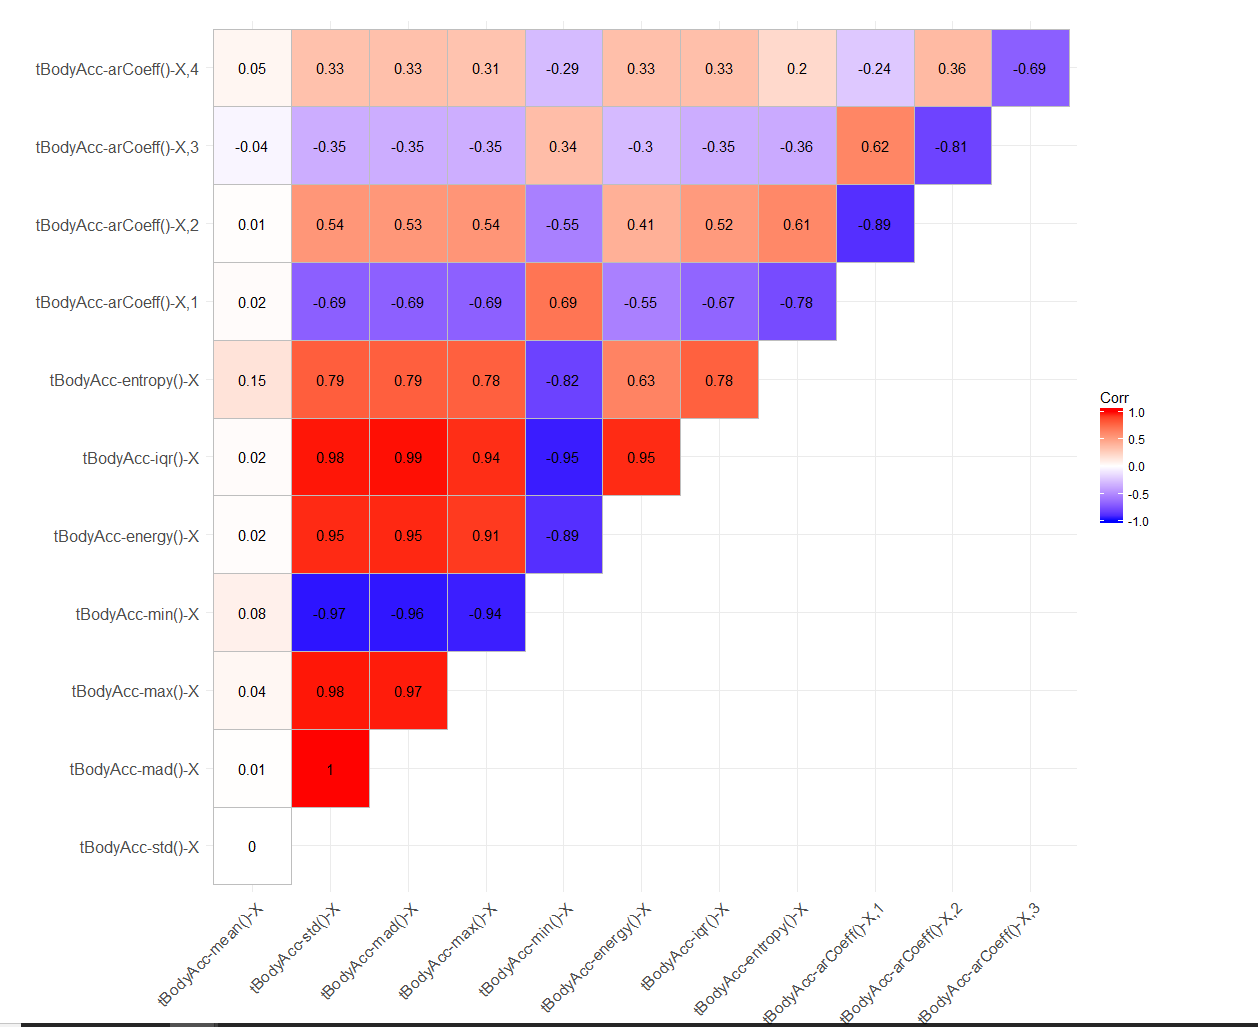 tBodyAcc-arCoeff()-X,4 0.05 0.33 0.33 0.31 -0.29 0.33 0.33 0.2 -0.24 0.36 -0.69
tBodyAcc-arCoeff()-X,3 -0.04 -0.35 -0.35 -0.35 0.34 -0.3 -0.35 -0.36 0.62 -0.81
tBodyAcc-arCoeff()-X,2 0.01 0.54 0.53 0.54 -0.55 0.41 0.52 0.61 -0.89
tBodyAcc-arCoeff()-X,1 0.02 -0.69 -0.69 -0.69 0.69 -0.55 -0.67 -0.78
tBodyAcc-entropy()-X 0.15 0.79 0.79 0.78 -0.82 0.63 0.78
tBodyAcc-iqr()-X 0.02 0.98 0.99 0.94 -0.95 0.95
tBodyAcc-energy()-X 0.02 0.95 0.95 0.91 -0.89
tBodyAcc-min()-X 0.08 -0.97 -0.96 -0.94
tBodyAcc-max()-X 0.04 0.98 0.97
tBodyAcc-mad()-X 0.01 1
tBodyAcc-std()-X 0
tBodyAcc-mean()-X
tBodyAcc-std()-X
tBodyAcc-mad()-X
tBodyAcc-max()-X
tBodyAcc-min()-X
tBodyAcc-energy()-X
tBodyAcc-iqr()-X
tBodyAcc-entropy()-X
tBodyAcc-arCoeff()-X,1
tBodyAcc-arCoeff()-X,2
tBodyAcc-arCoeff()-X,3
Corr
1.0
0.5
0.0
-0.5
-1.0